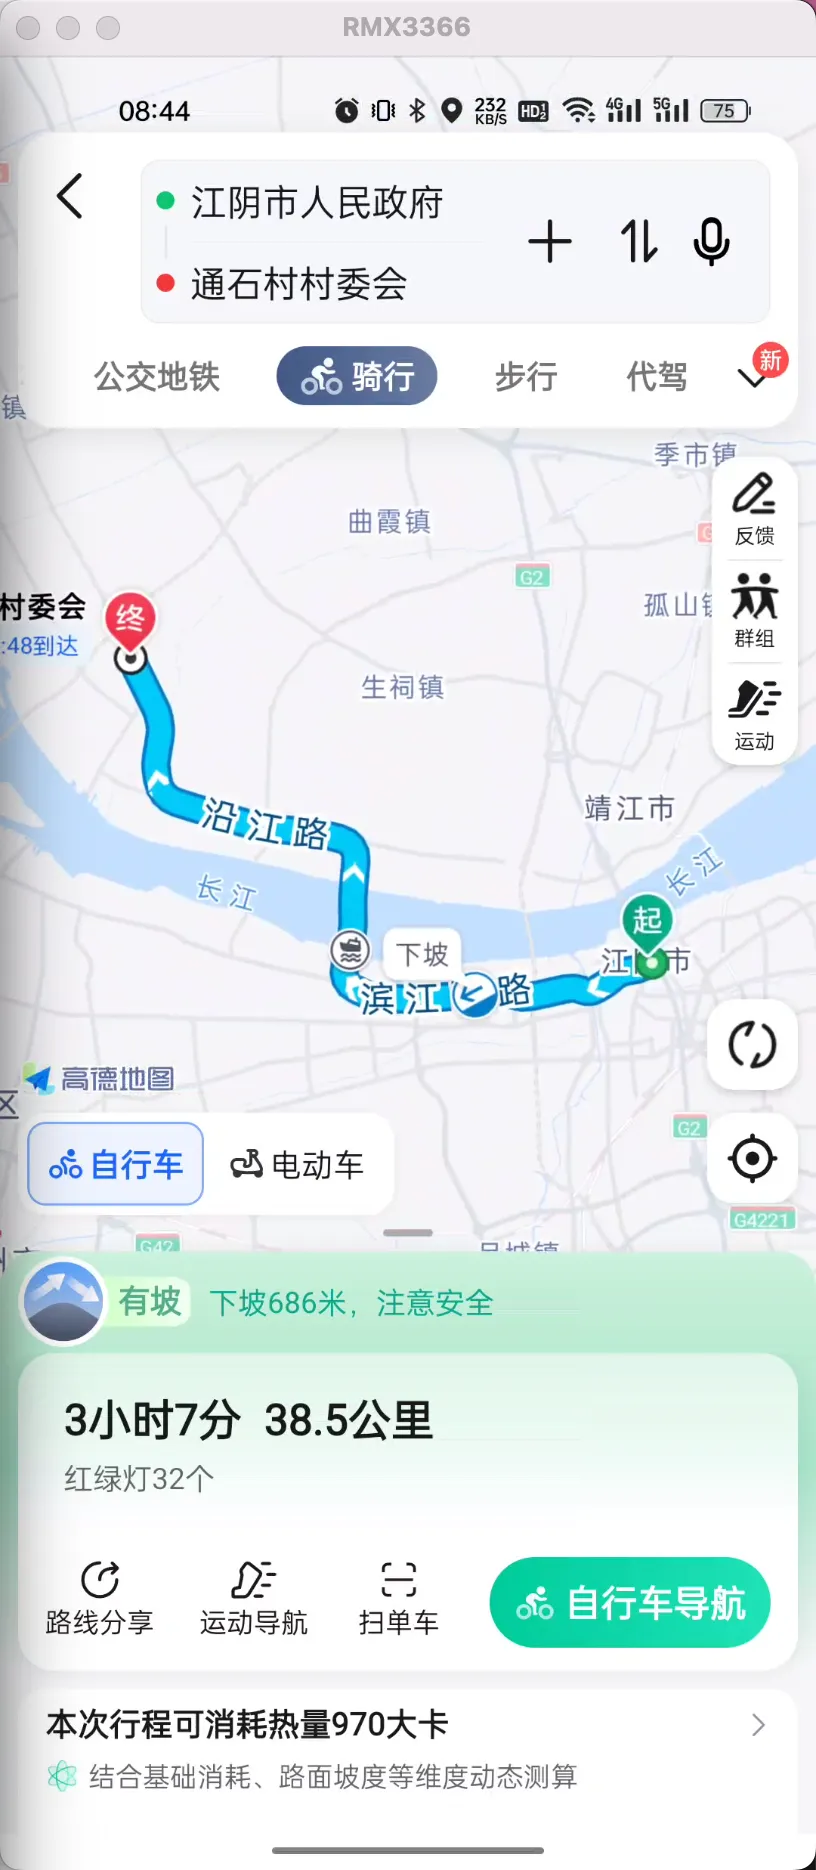 RMX3366
08:44
232 KB/S
HD 1 2
4G
5G
75
江阴市人民政府
通石村村委会
公交地铁
骑行
步行
代驾
新
镇
季市镇
反馈
曲霞镇
G2
孤山镇
群组
村委会
:48到达
终
生祠镇
运动
靖江市
沿江路
长江
长江
起
下坡
江阴市
滨江路
高德地图
区
G2
自行车
电动车
G4221
G42
有坡
下坡686米，注意安全
3小时7分 38.5公里
红绿灯32个
路线分享
运动导航
扫单车
自行车导航
本次行程可消耗热量970大卡
结合基础消耗、路面坡度等维度动态测算